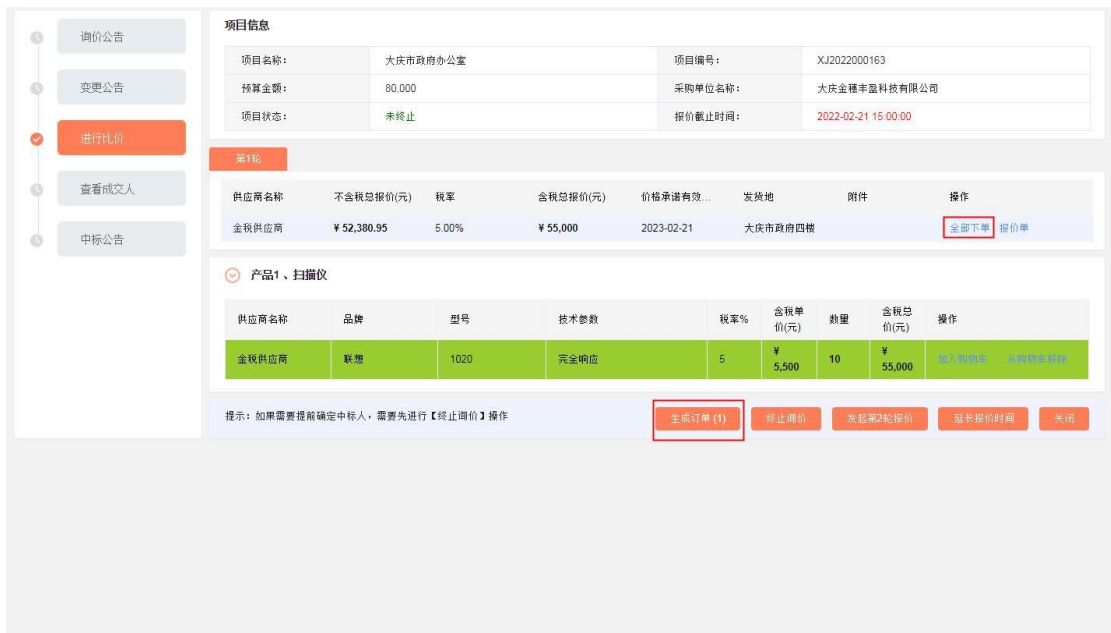 询价公告
变更公告
进行比价
查看成交人
中标公告
项目信息
项目名称： 大庆市政府办公室 项目编号： XJ2022000163
预算金额： 80,000 采购单位名称： 大庆金穗丰盈科技有限公司
项目状态： 未终止 报价截止时间： 2022-02-21 15:00:00
第1轮
供应商名称 不含税总报价(元) 税率 含税总报价(元) 价格承诺有效... 发货地 附件 操作
金税供应商 ¥ 52,380.95 5.00% ¥ 55,000 2023-02-21 大庆市政府四楼 全部下单 报价单
产品1、扫描仪
供应商名称 品牌 型号 技术参数 税率% 含税单价(元) 数量 含税总价(元) 操作
金税供应商 联想 1020 完全响应 5 ¥ 5,500 10 ¥ 55,000 加入购物车 从购物车移除
提示：如果需要提前确定中标人，需要先进行【终止询价】操作 生成订单 (1) 终止询价 发起第2轮报价 延长报价时间 关闭